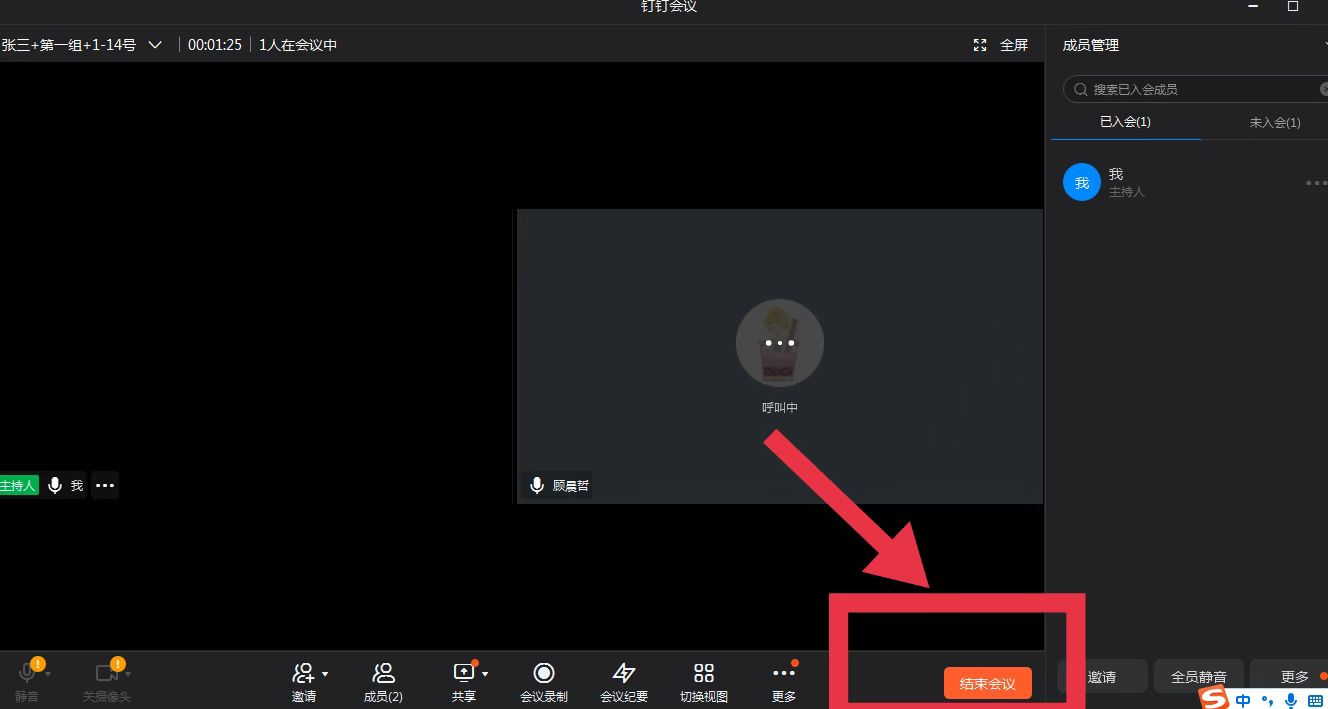 钉钉会议
张三+第一组+1-14号
00:01:25
1人在会议中
全屏
成员管理
搜索已入会成员
已入会(1)
未入会(1)
我
我
主持人
呼叫中
主持人
我
顾晨哲
静音
关摄像头
邀请
成员(2)
共享
会议录制
会议纪要
切换视图
更多
结束会议
邀请
全员静音
更多
中